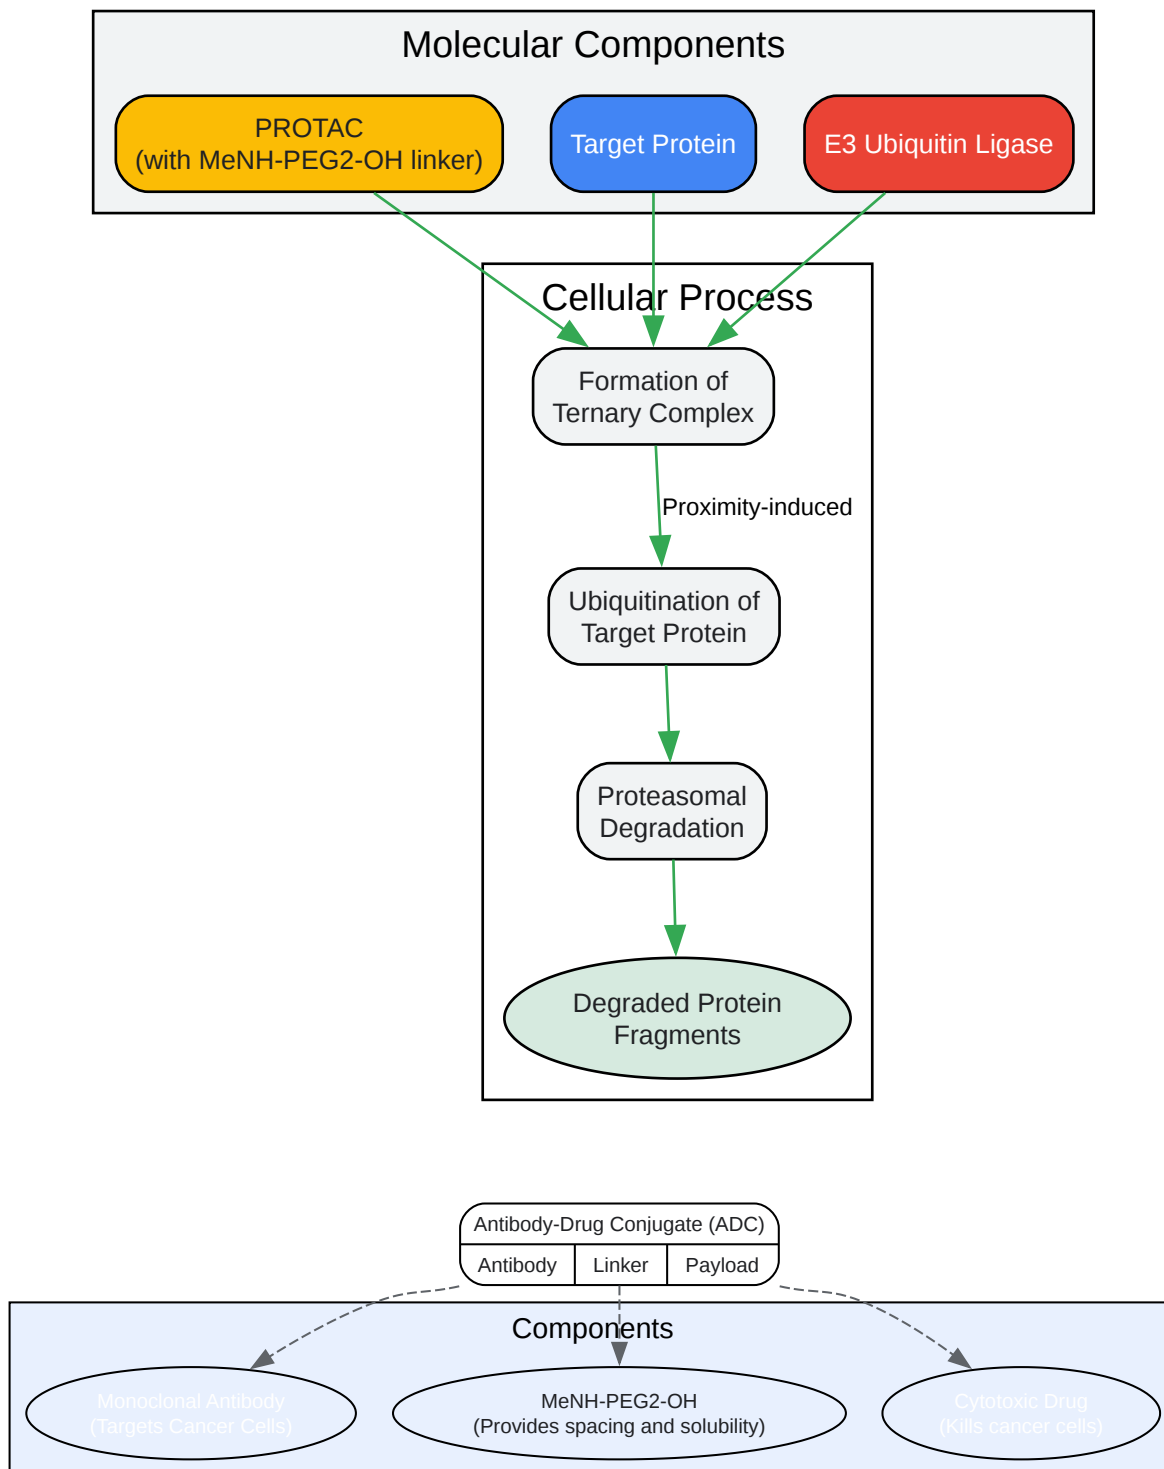 Molecular Components
PROTAC
(with MeNH-PEG2-OH linker)
Target Protein
E3 Ubiquitin Ligase
Cellular Process
Formation of
Ternary Complex
Proximity-induced
Ubiquitination of
Target Protein
Proteasomal
Degradation
Degraded Protein
Fragments
Antibody-Drug Conjugate (ADC)
Antibody
Linker
Payload
Components
Monoclonal Antibody
(Targets Cancer Cells)
MeNH-PEG2-OH
(Provides spacing and solubility)
Cytotoxic Drug
(Kills cancer cells)